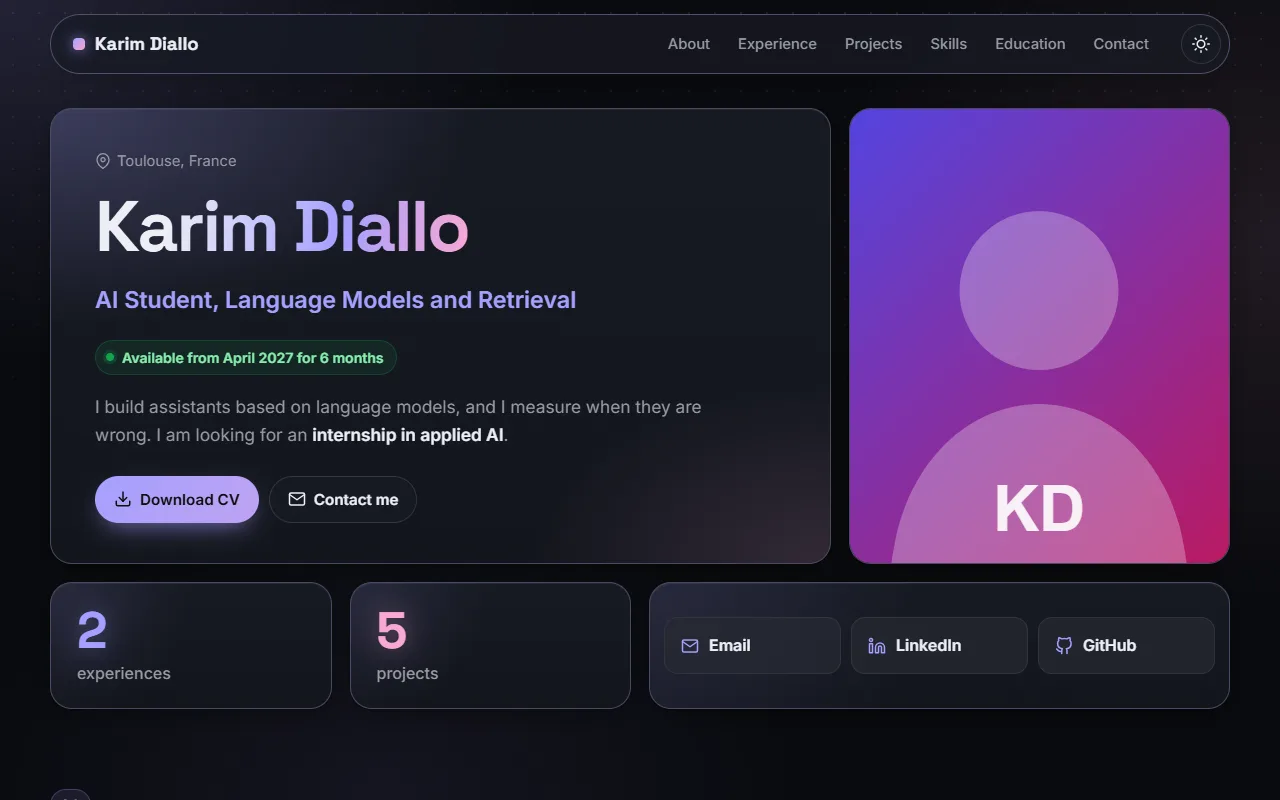 Karim Diallo
About
Experience
Projects
Skills
Education
Contact
Toulouse, France
Karim Diallo
AI Student, Language Models and Retrieval
Available from April 2027 for 6 months
I build assistants based on language models, and I measure when they are
wrong. I am looking for an internship in applied AI.
Download CV
Contact me
KD
2
experiences
5
projects
Email
LinkedIn
GitHub